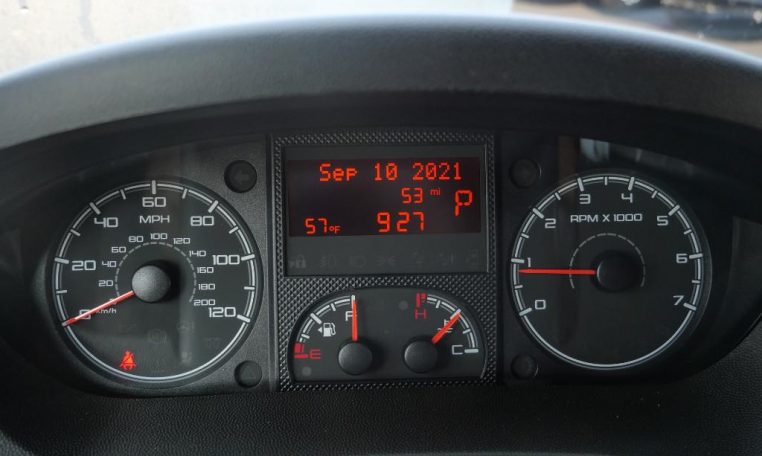 Sep 10 2021
53 mi
P
57°F 927
0 20 40 60 80 100 120
MPH
20 40 60 80 100 120 140 160 180 200
km/h
E F
H C
0 1 2 3 4 5 6 7
RPM X 1000